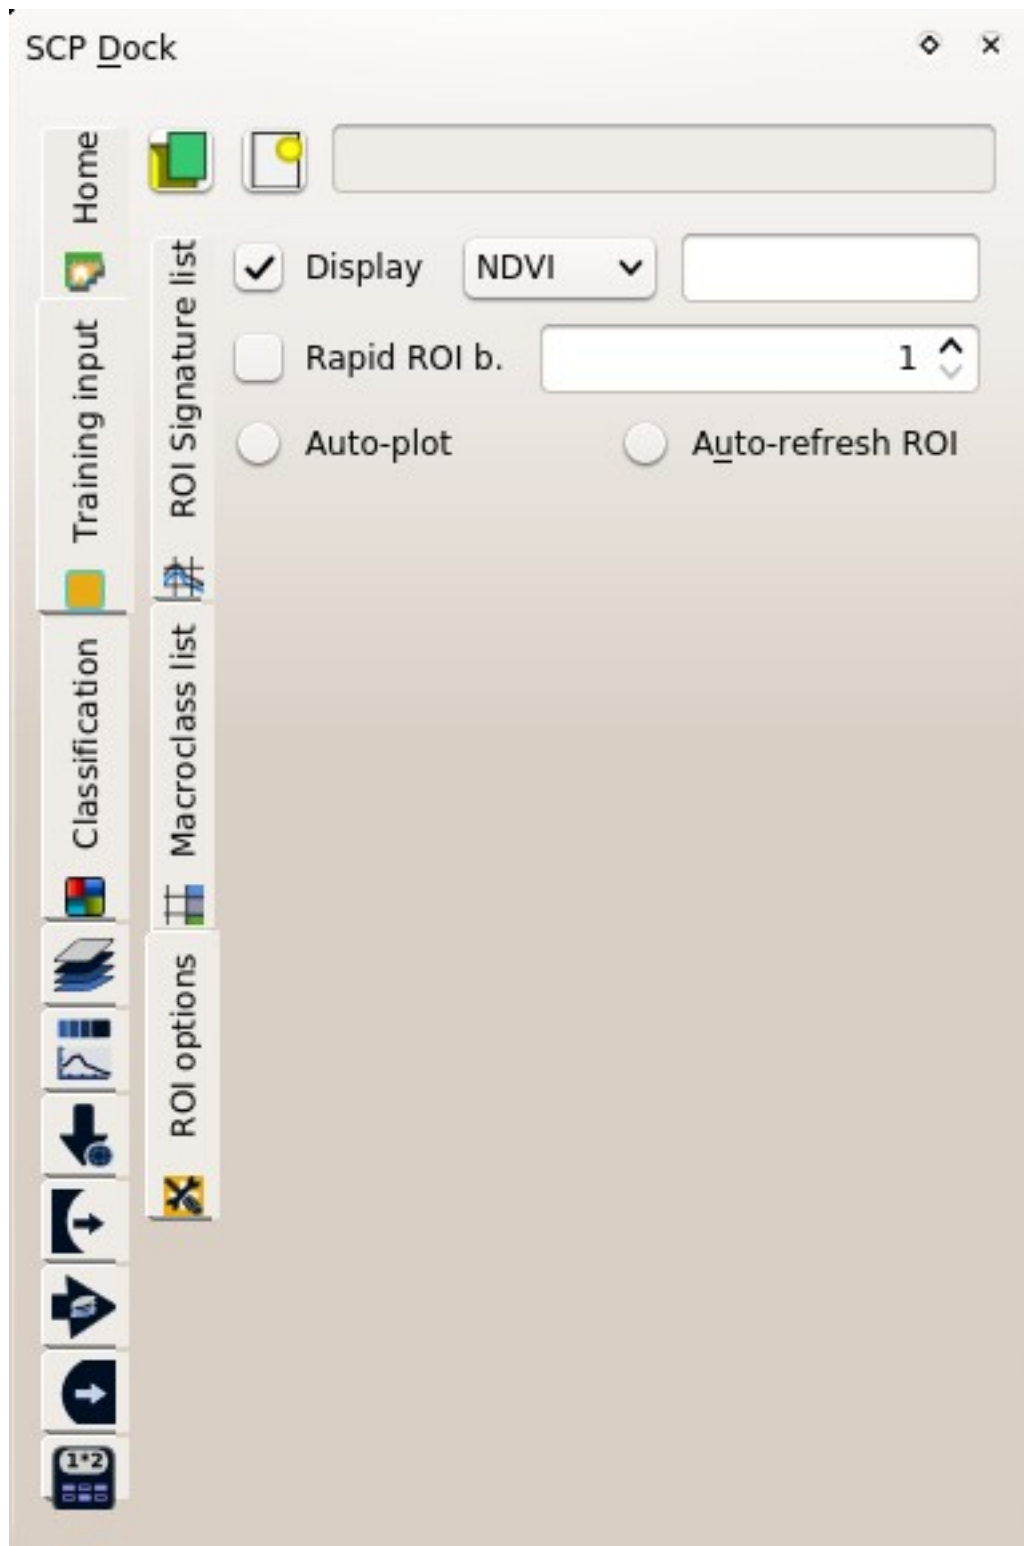 SCP Dock
Home
Training input
Classification
ROI Signature list
Macroclass list
ROI options
Display NDVI
Rapid ROI b. 1
Auto-plot Auto-refresh ROI
1*2